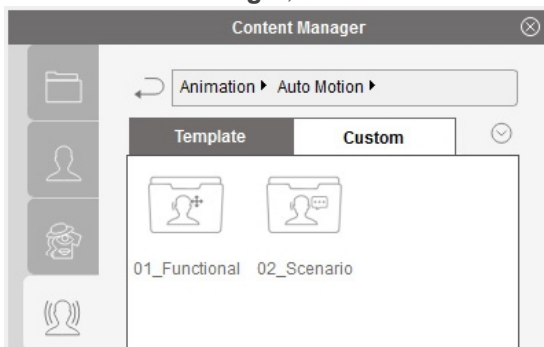 Content Manager
Animation Auto Motion
Template Custom
01_Functional 02_Scenario